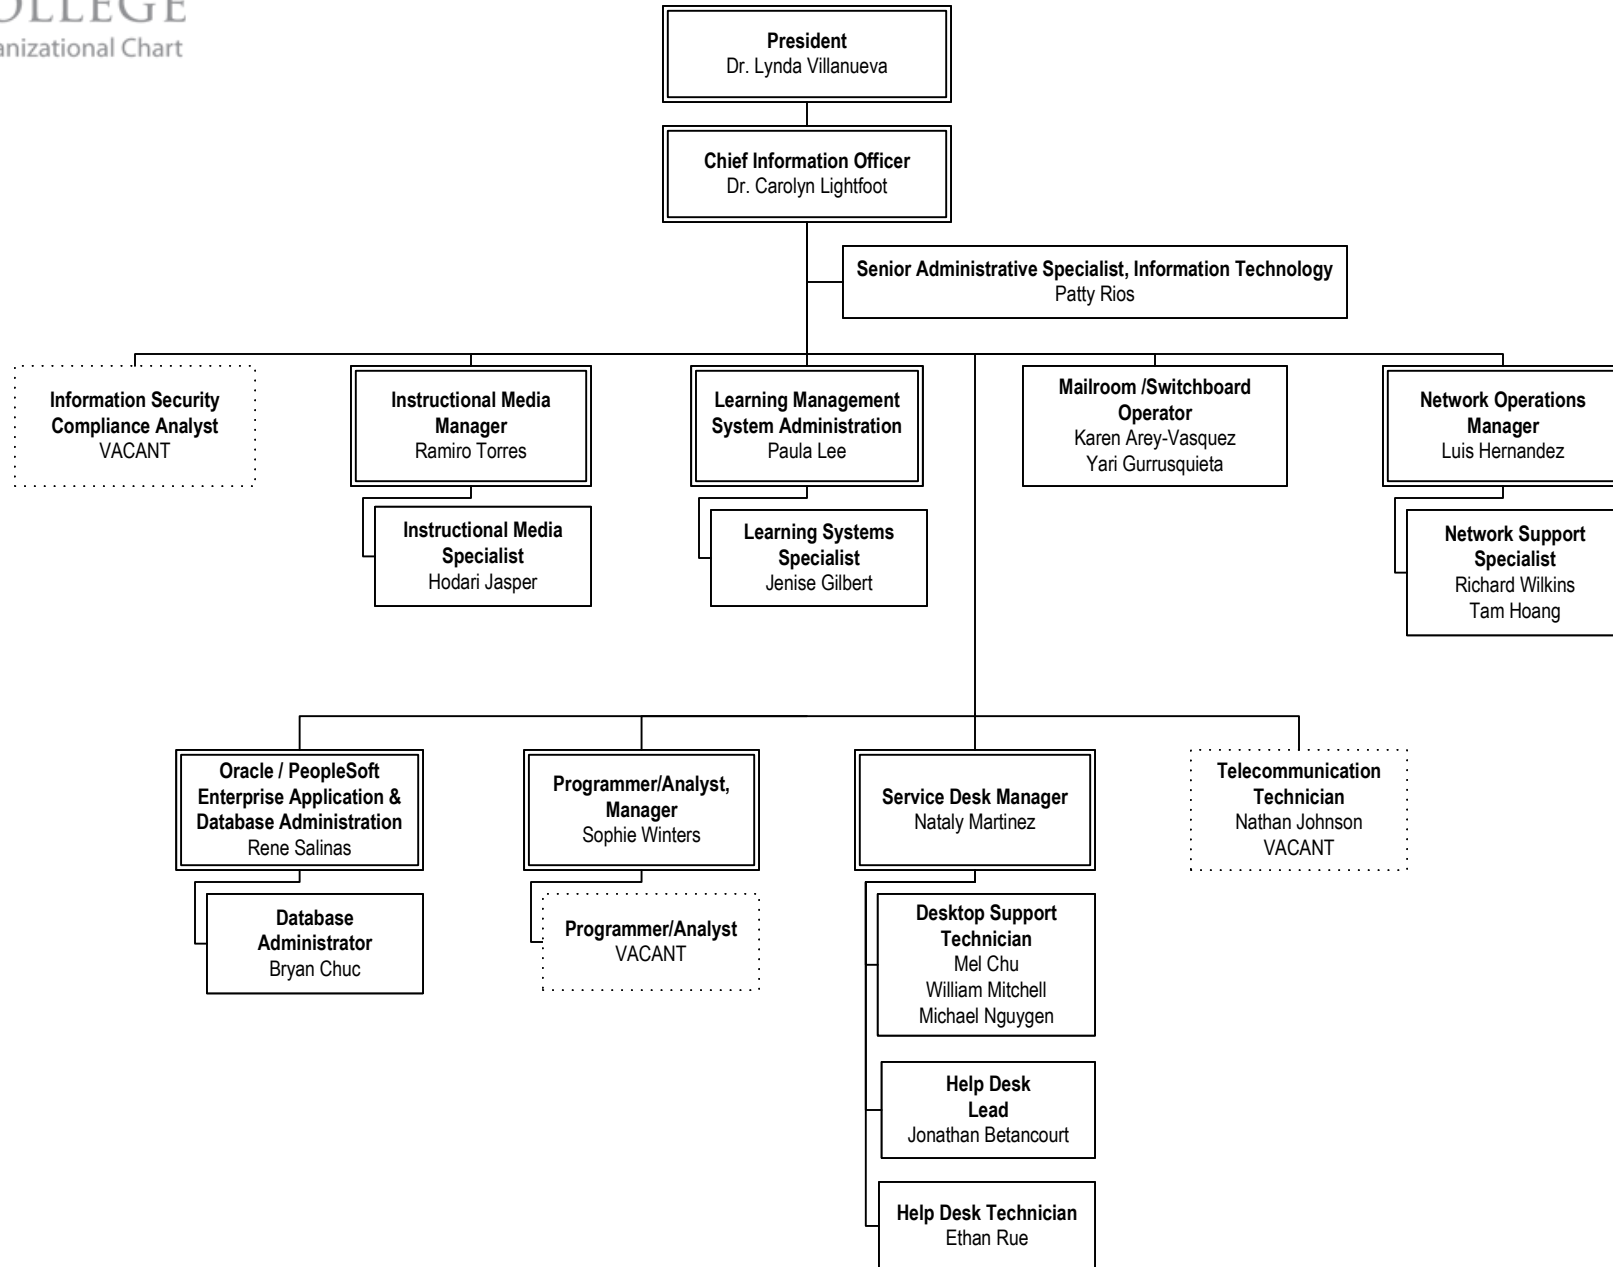 Organizational Chart
President
Dr. Lynda Villanueva
Chief Information Officer
Dr. Carolyn Lightfoot
Senior Administrative Specialist, Information Technology
Patty Rios
Information Security
Compliance Analyst
VACANT
Instructional Media
Manager
Ramiro Torres
Learning Management
System Administration
Paula Lee
Mailroom /Switchboard
Operator
Karen Arey-Vasquez
Yari Gurrusquieta
Network Operations
Manager
Luis Hernandez
Instructional Media
Specialist
Hodari Jasper
Learning Systems
Specialist
Jenise Gilbert
Network Support
Specialist
Richard Wilkins
Tam Hoang
Oracle / PeopleSoft
Enterprise Application &
Database Administration
Rene Salinas
Programmer/Analyst,
Manager
Sophie Winters
Service Desk Manager
Nataly Martinez
Telecommunication
Technician
Nathan Johnson
VACANT
Database
Administrator
Bryan Chuc
Programmer/Analyst
VACANT
Desktop Support
Technician
Mel Chu
William Mitchell
Michael Nguygen
Help Desk
Lead
Jonathan Betancourt
Help Desk Technician
Ethan Rue